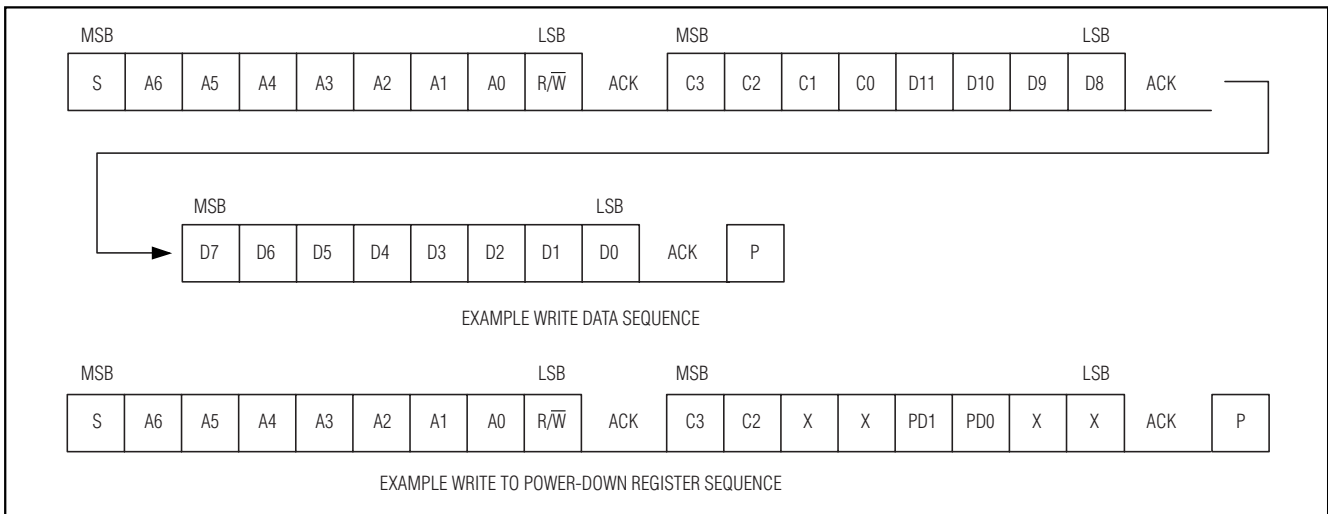 MSB LSB MSB LSB
S A6 A5 A4 A3 A2 A1 A0 R/W̅ ACK C3 C2 C1 C0 D11 D10 D9 D8 ACK
MSB LSB
D7 D6 D5 D4 D3 D2 D1 D0 ACK P
EXAMPLE WRITE DATA SEQUENCE
MSB LSB MSB LSB
S A6 A5 A4 A3 A2 A1 A0 R/W̅ ACK C3 C2 X X PD1 PD0 X X ACK P
EXAMPLE WRITE TO POWER-DOWN REGISTER SEQUENCE